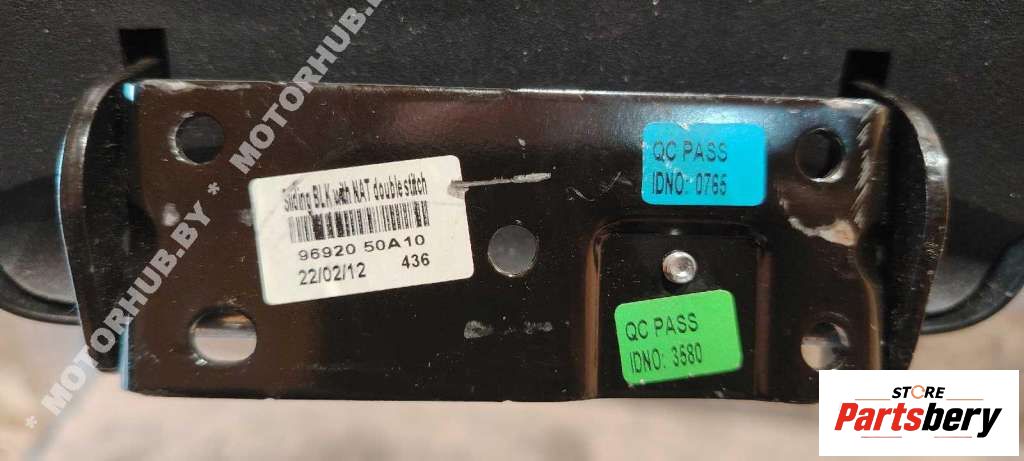 * MOTORHUB.BY * MOTORHUB.BY
Sliding BLK with NAT double stitch
96920 50A10
22/02/12 436
QC PASS
IDNO: 0765
QC PASS
IDNO: 3580
STORE
Partsbery